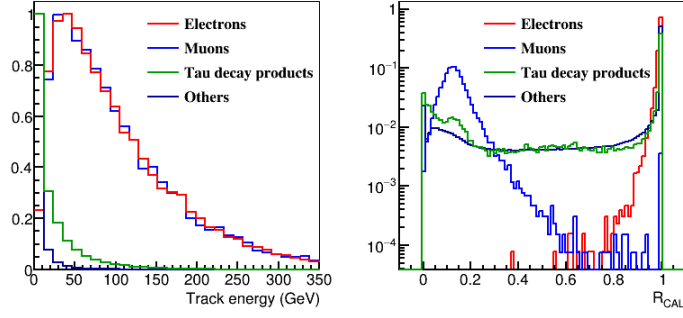 1
0.8
0.6
0.4
0.2
0
Electrons
Muons
Tau decay products
Others
0 50 100 150 200 250 300 350
Track energy (GeV)
1
10⁻¹
10⁻²
10⁻³
10⁻⁴
Electrons
Muons
Tau decay products
Others
0 0.2 0.4 0.6 0.8 1
R_CAL